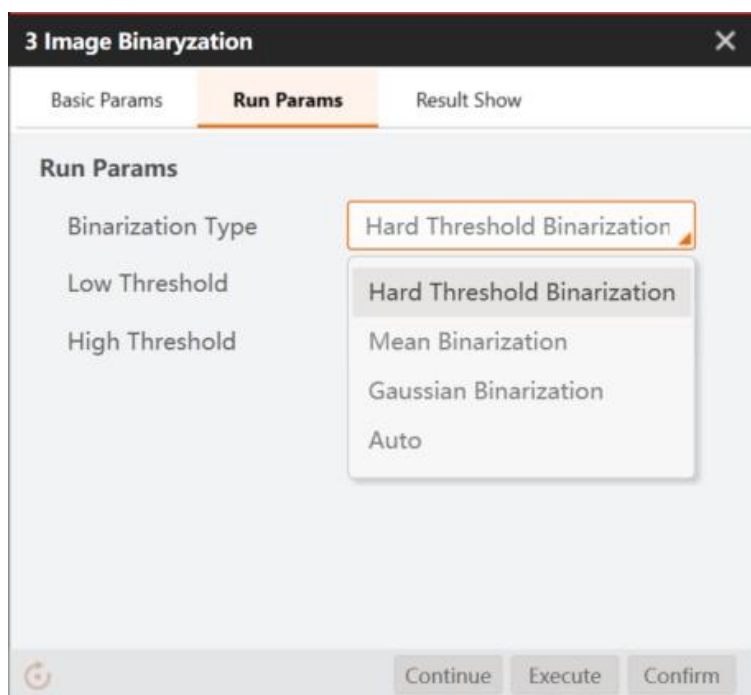 3 Image Binaryzation
Basic Params Run Params Result Show
Run Params
Binarization Type Hard Threshold Binarization
Low Threshold
Hard Threshold Binarization
High Threshold
Mean Binarization
Gaussian Binarization
Auto
Continue Execute Confirm